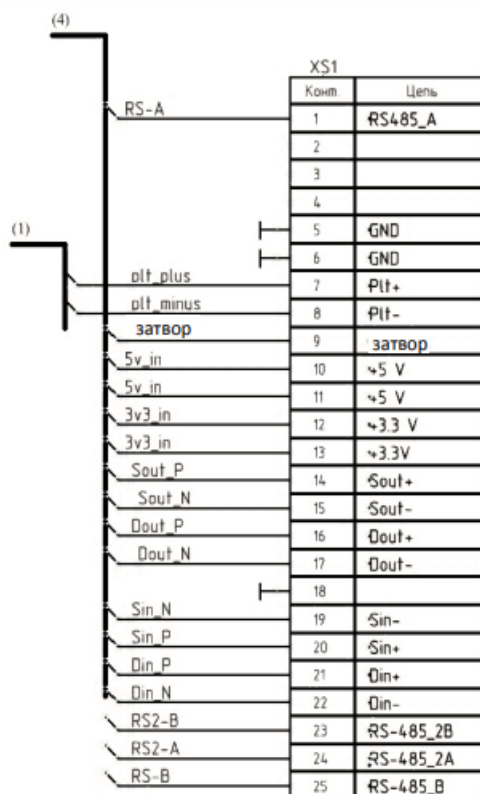 (4)
XS1
Конт. Цепь
RS-A 1 RS485_A
2
3
4
5 GND
(1)
6 GND
plt_plus 7 Plt+
plt_minus 8 Plt-
затвор 9 затвор
5v_in 10 +5 V
5v_in 11 +5 V
3v3_in 12 +3.3 V
3v3_in 13 +3.3V
Sout_P 14 Sout+
Sout_N 15 Sout-
Dout_P 16 Dout+
Dout_N 17 Dout-
18
Sin_N 19 Sin-
Sin_P 20 Sin+
Din_P 21 Din+
Din_N 22 Din-
RS2-B 23 RS-485_2B
RS2-A 24 RS-485_2A
RS-B 25 RS-485_B